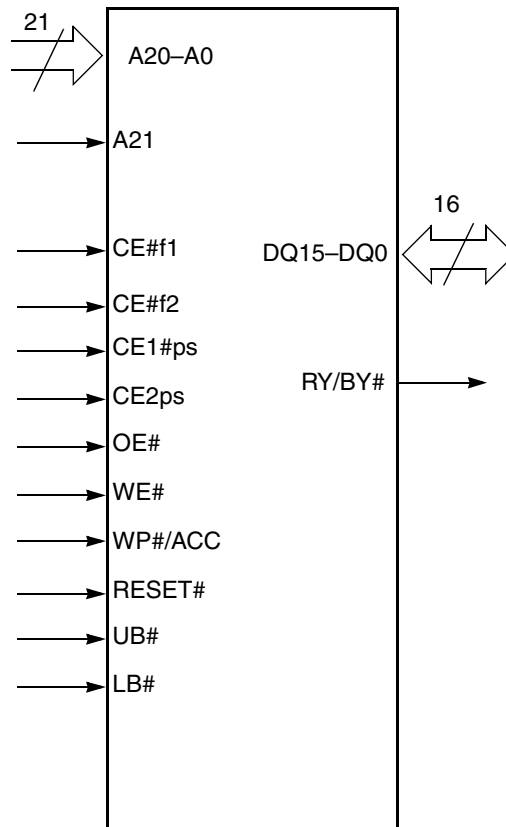 21
A20–A0
A21
16
CE#f1
DQ15–DQ0
CE#f2
CE1#ps
RY/BY#
CE2ps
OE#
WE#
WP#/ACC
RESET#
UB#
LB#